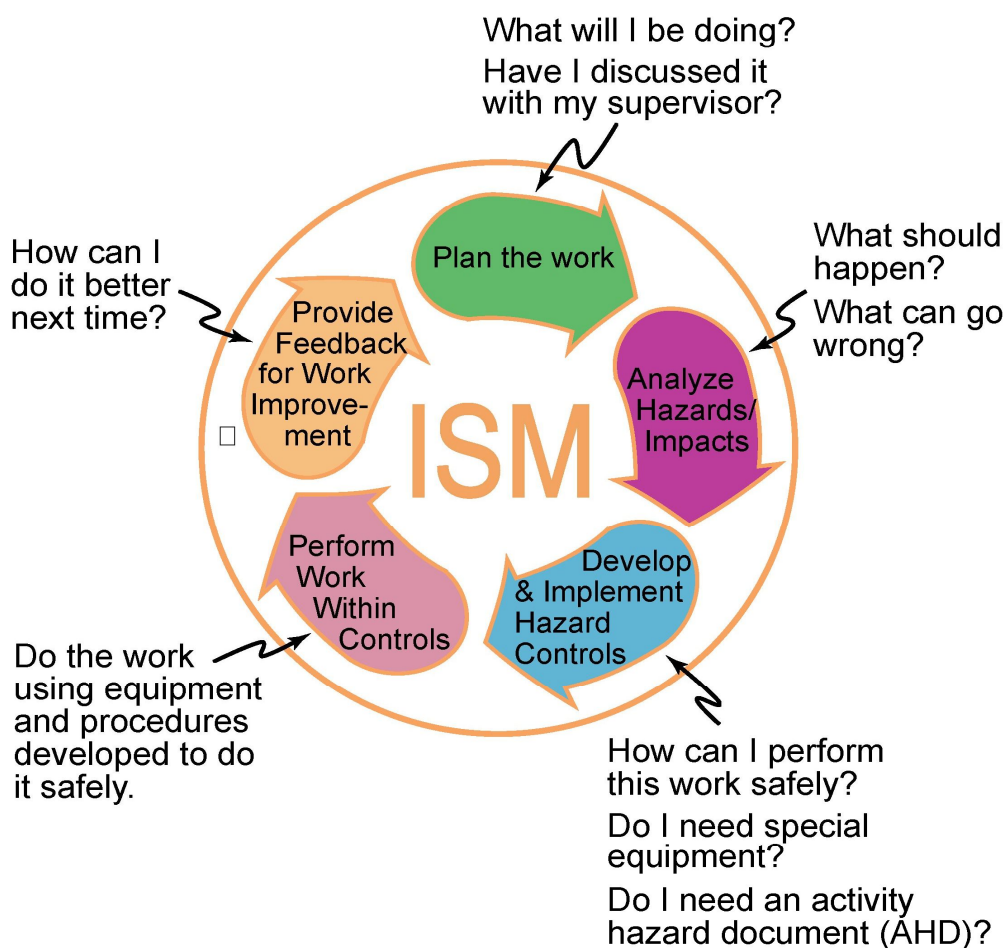 What will I be doing?
Have I discussed it
with my supervisor?
Plan the work
What should
happen?
What can go
wrong?
Analyze
Hazards/
Impacts
Develop
& Implement
Hazard
Controls
How can I perform
this work safely?
Do I need special
equipment?
Do I need an activity
hazard document (AHD)?
Perform
Work
Within
Controls
Do the work
using equipment
and procedures
developed to do
it safely.
Provide
Feedback
for Work
Improve-
ment
How can I
do it better
next time?
ISM